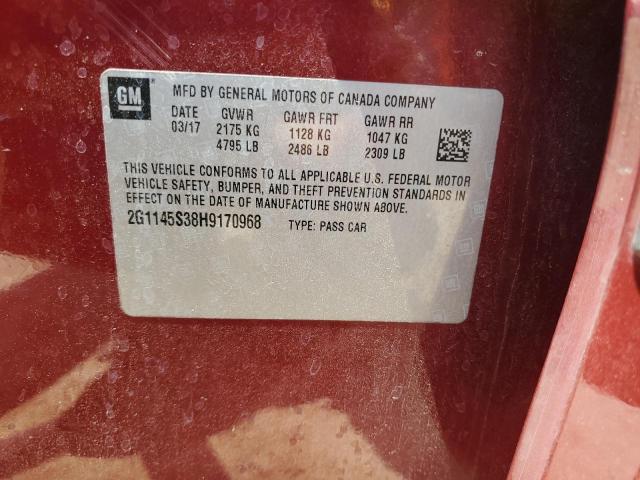 GM
MFD BY GENERAL MOTORS OF CANADA COMPANY
DATE GVWR GAWR FRT GAWR RR
03/17 2175 KG 1128 KG 1047 KG
4795 LB 2486 LB 2309 LB
THIS VEHICLE CONFORMS TO ALL APPLICABLE U.S. FEDERAL MOTOR
VEHICLE SAFETY, BUMPER, AND THEFT PREVENTION STANDARDS IN
EFFECT ON THE DATE OF MANUFACTURE SHOWN ABOVE.
2G1145S38H9170968 TYPE: PASS CAR